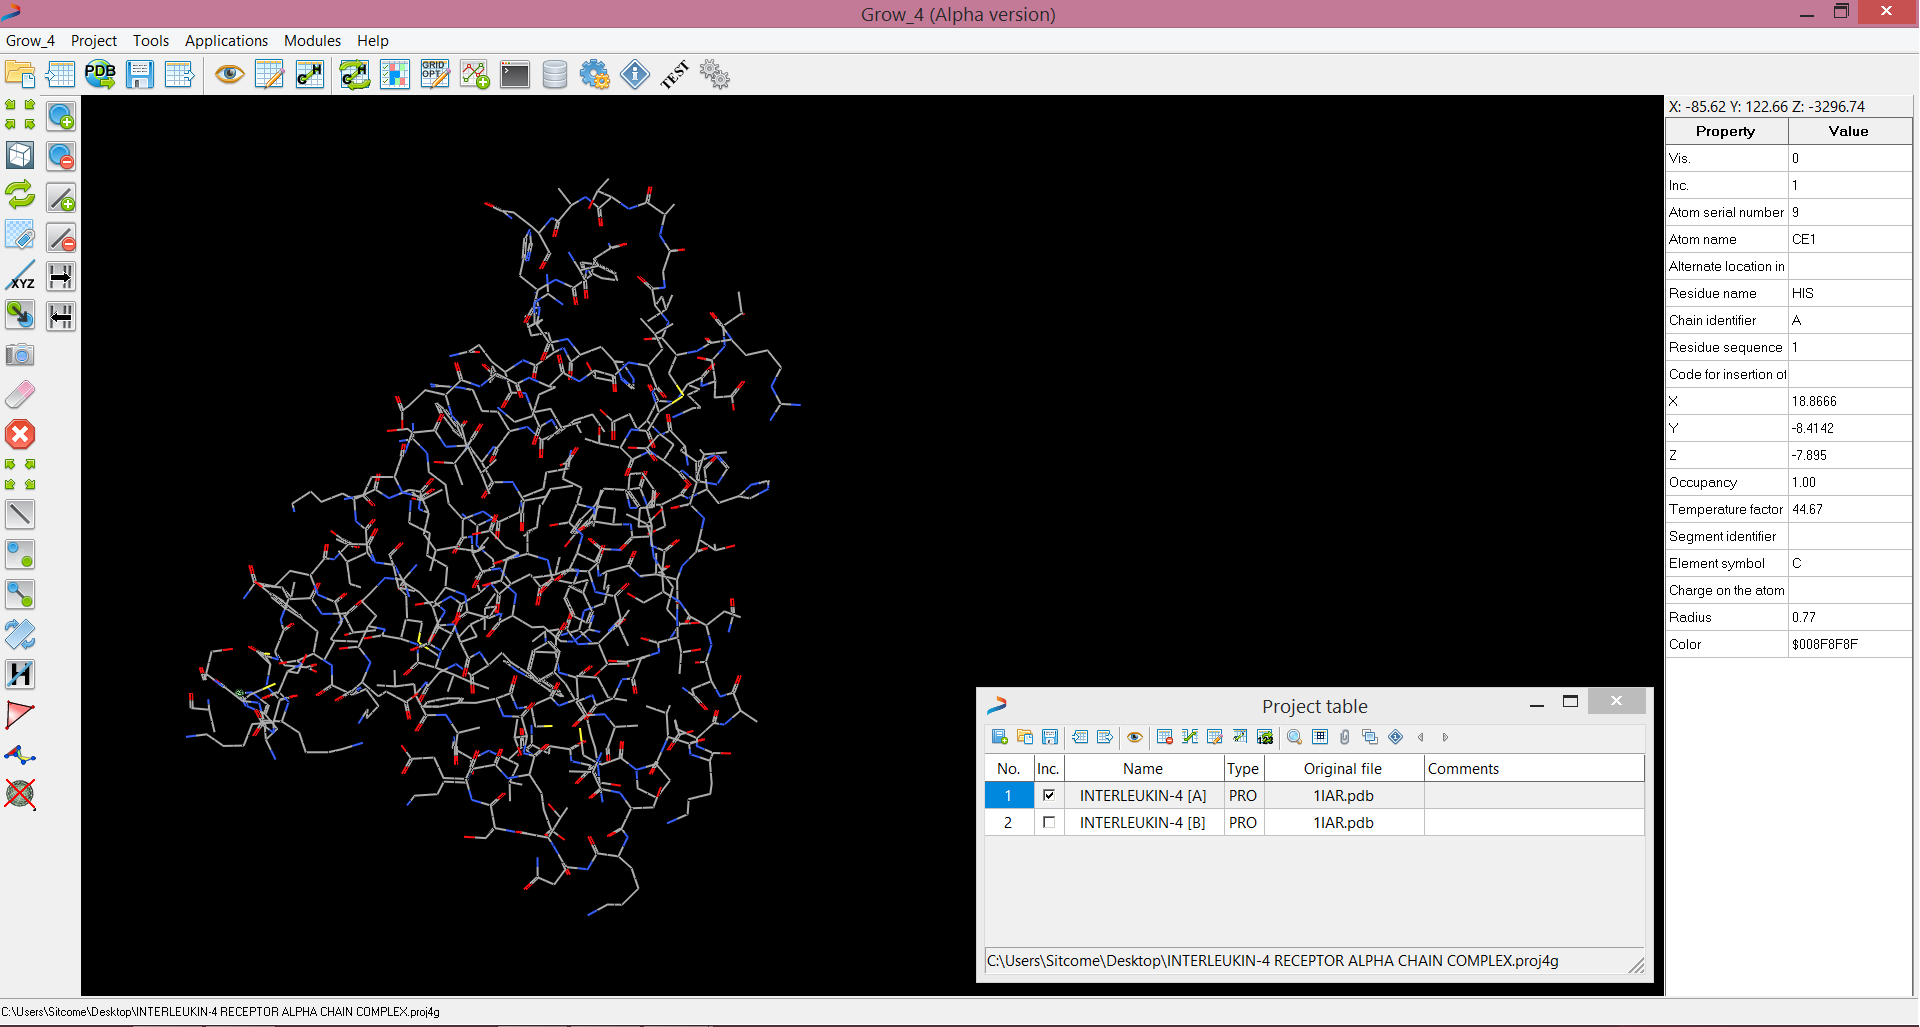 Grow_4 (Alpha version)
Grow_4 Project Tools Applications Modules Help
PDB
GRID
OPT
TEST
XYZ
H
X: -85.62 Y: 122.66 Z: -3296.74
Property Value
Vis. 0
Inc. 1
Atom serial number 9
Atom name CE1
Alternate location in
Residue name HIS
Chain identifier A
Residue sequence 1
Code for insertion of
X 18.8666
Y -8.4142
Z -7.895
Occupancy 1.00
Temperature factor 44.67
Segment identifier
Element symbol C
Charge on the atom
Radius 0.77
Color $008F8F8F
Project table
123
No. Inc. Name Type Original file Comments
1 INTERLEUKIN-4 [A] PRO 1IAR.pdb
2 INTERLEUKIN-4 [B] PRO 1IAR.pdb
C:\Users\Sitcome\Desktop\INTERLEUKIN-4 RECEPTOR ALPHA CHAIN COMPLEX.proj4g
C:\Users\Sitcome\Desktop\INTERLEUKIN-4 RECEPTOR ALPHA CHAIN COMPLEX.proj4g